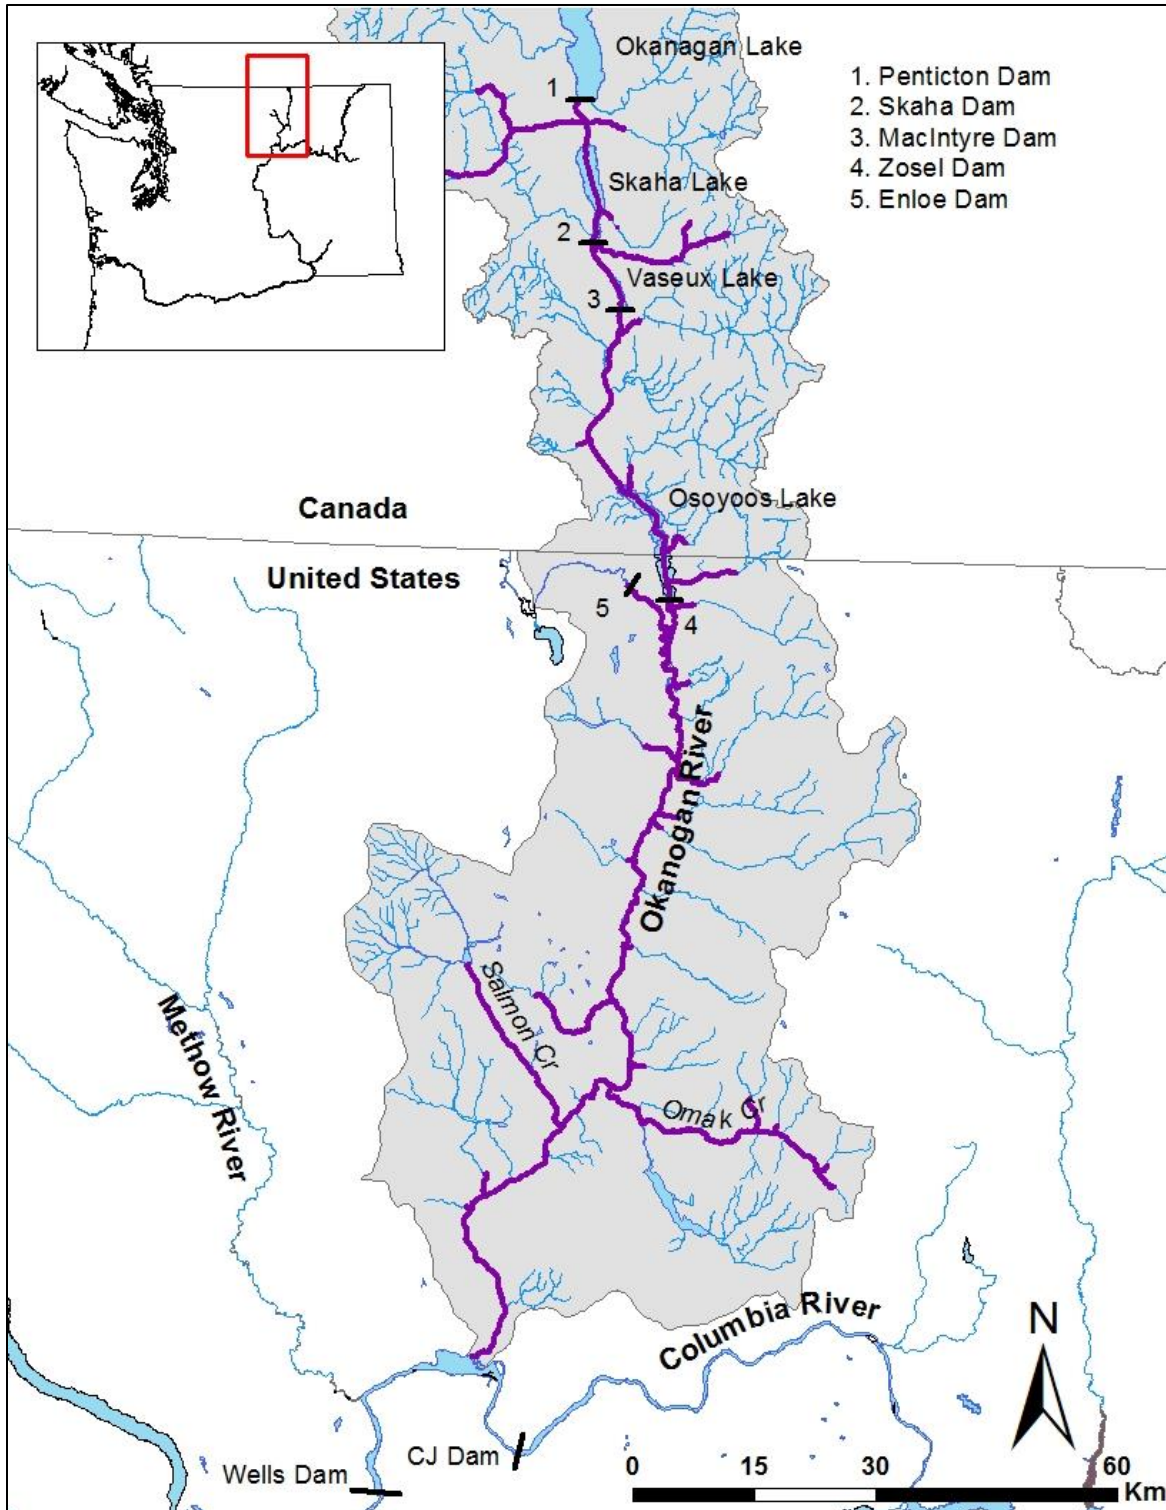 Okanagan Lake
1. Penticton Dam
2. Skaha Dam
3. MacIntyre Dam
4. Zosel Dam
5. Enloe Dam
1
Skaha Lake
2
Vaseux Lake
3
Osoyoos Lake
Canada
United States
5
4
Okanogan River
Salmon Cr
Methow River
Omak Cr
Columbia River
N
CJ Dam
Wells Dam
0 15 30 60
Km